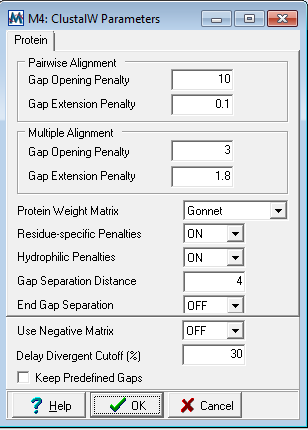 M4: ClustalW Parameters
Protein
Pairwise Alignment
Gap Opening Penalty 10
Gap Extension Penalty 0.1
Multiple Alignment
Gap Opening Penalty 3
Gap Extension Penalty 1.8
Protein Weight Matrix Gonnet
Residue-specific Penalties ON
Hydrophilic Penalties ON
Gap Separation Distance 4
End Gap Separation OFF
Use Negative Matrix OFF
Delay Divergent Cutoff (%) 30
Keep Predefined Gaps
? Help OK Cancel